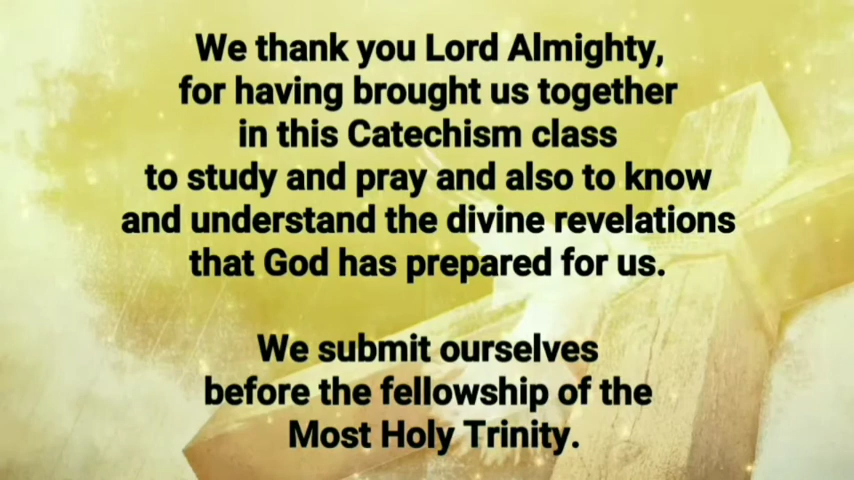 We thank you Lord Almighty,
for having brought us together
in this Catechism class
to study and pray and also to know
and understand the divine revelations
that God has prepared for us.
We submit ourselves
before the fellowship of the
Most Holy Trinity.